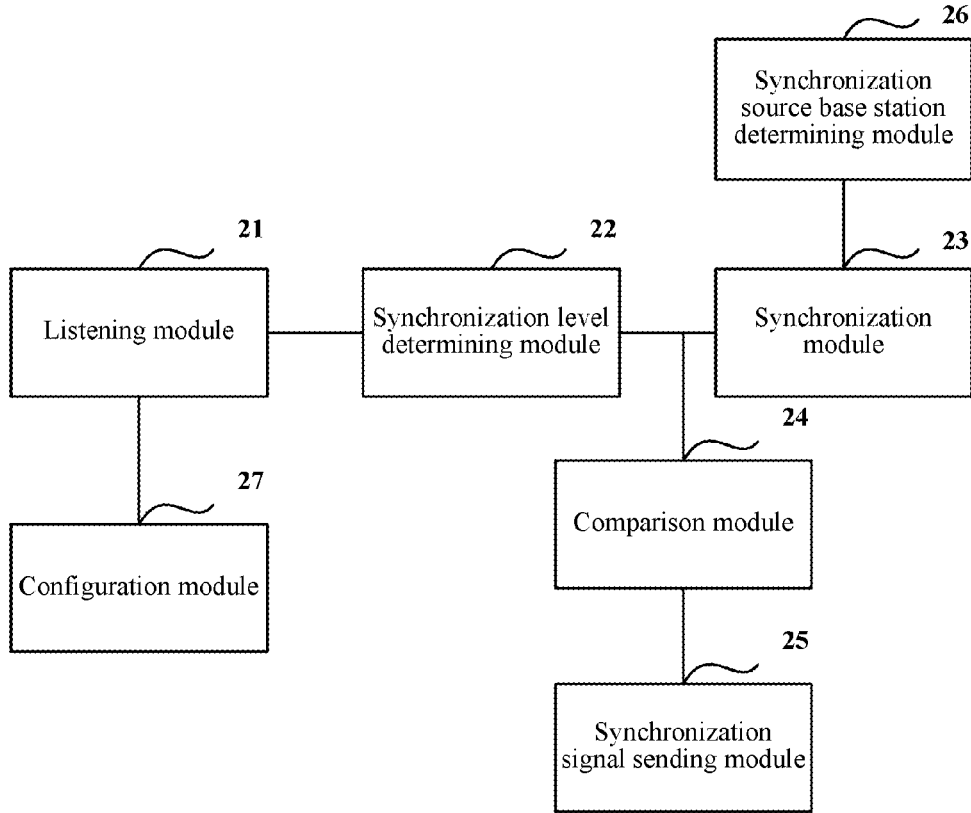 26
Synchronization
source base station
determining module
21
22
23
Listening module
Synchronization level
determining module
Synchronization
module
24
27
Comparison module
Configuration module
25
Synchronization
signal sending module